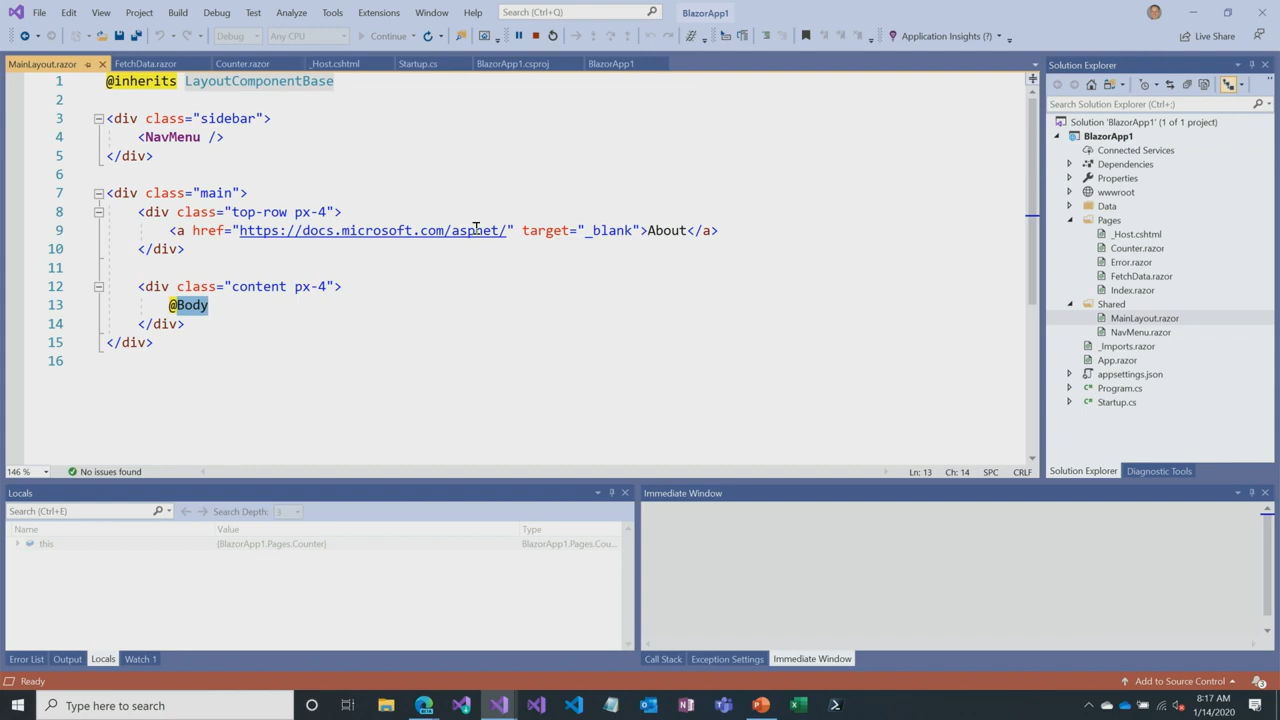 File Edit View Project Build Debug Test Analyze Tools Extensions Window Help Search (Ctrl+Q) BlazorApp1
Debug Any CPU Continue Application Insights (?) Live Share
MainLayout.razor FetchData.razor Counter.razor _Host.cshtml Startup.cs BlazorApp1.csproj BlazorApp1
1 @inherits LayoutComponentBase
2
3 <div class="sidebar">
4 <NavMenu />
5 </div>
6
7 <div class="main">
8 <div class="top-row px-4">
9 <a href="https://docs.microsoft.com/aspnet/" target="_blank">About</a>
10 </div>
11
12 <div class="content px-4">
13 @Body
14 </div>
15 </div>
16
146 % No issues found Ln: 13 Ch: 14 SPC CRLF
Solution Explorer
Search Solution Explorer (Ctrl+;)
Solution 'BlazorApp1' (1 of 1 project)
BlazorApp1
Connected Services
Dependencies
Properties
wwwroot
Data
Pages
_Host.cshtml
Counter.razor
Error.razor
FetchData.razor
Index.razor
Shared
MainLayout.razor
NavMenu.razor
_Imports.razor
App.razor
appsettings.json
Program.cs
Startup.cs
Solution Explorer Diagnostic Tools
Locals
Search (Ctrl+E) Search Depth: 3
Name Value Type
this {BlazorApp1.Pages.Counter} BlazorApp1.Pages.Cou...
Error List Output Locals Watch 1
Immediate Window
Call Stack Exception Settings Immediate Window
Ready Add to Source Control 3
Type here to search 8:17 AM
1/14/2020